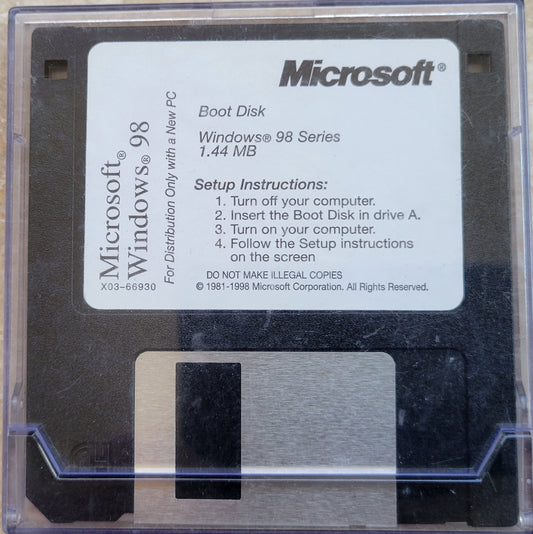 Microsoft®
Windows® 98
For Distribution Only with a New PC
X03-66930
Microsoft®
Boot Disk
Windows® 98 Series
1.44 MB
Setup Instructions:
1. Turn off your computer.
2. Insert the Boot Disk in drive A.
3. Turn on your computer.
4. Follow the Setup instructions
on the screen
DO NOT MAKE ILLEGAL COPIES
© 1981-1998 Microsoft Corporation. All Rights Reserved.